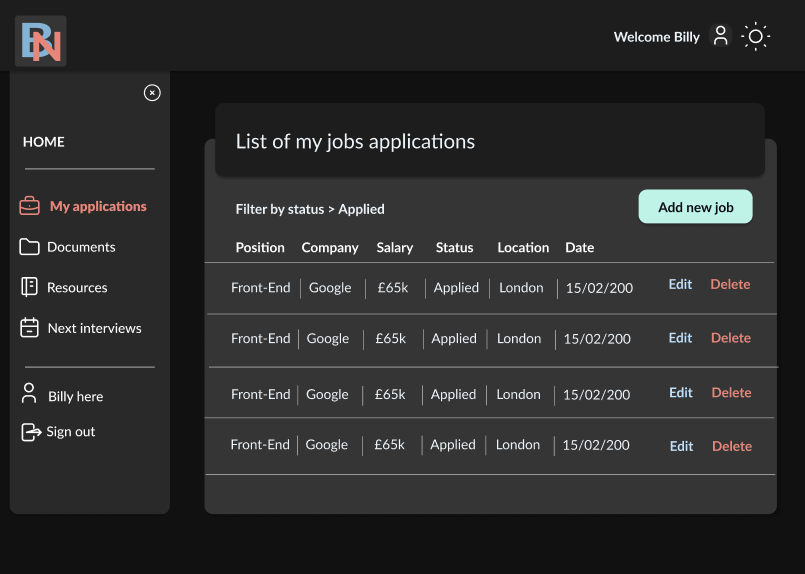 BN
Welcome Billy
HOME
My applications
Documents
Resources
Next interviews
Billy here
Sign out
List of my jobs applications
Filter by status > Applied
Add new job
Position Company Salary Status Location Date
Front-End Google £65k Applied London 15/02/200 Edit Delete
Front-End Google £65k Applied London 15/02/200 Edit Delete
Front-End Google £65k Applied London 15/02/200 Edit Delete
Front-End Google £65k Applied London 15/02/200 Edit Delete